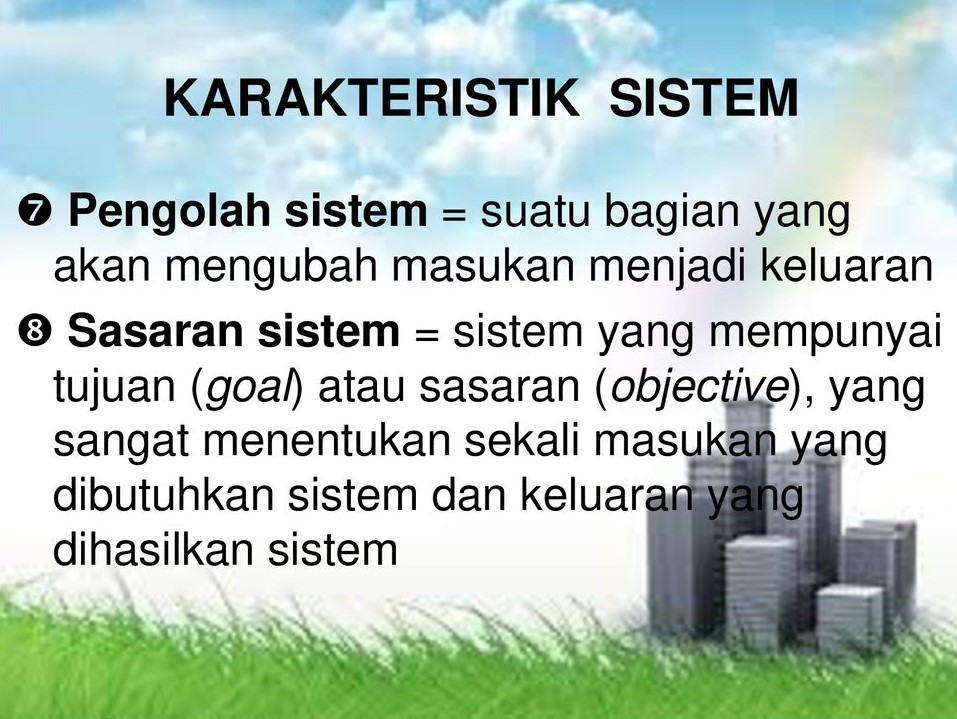 KARAKTERISTIK SISTEM
❼ Pengolah sistem = suatu bagian yang
akan mengubah masukan menjadi keluaran
❽ Sasaran sistem = sistem yang mempunyai
tujuan (goal) atau sasaran (objective), yang
sangat menentukan sekali masukan yang
dibutuhkan sistem dan keluaran yang
dihasilkan sistem